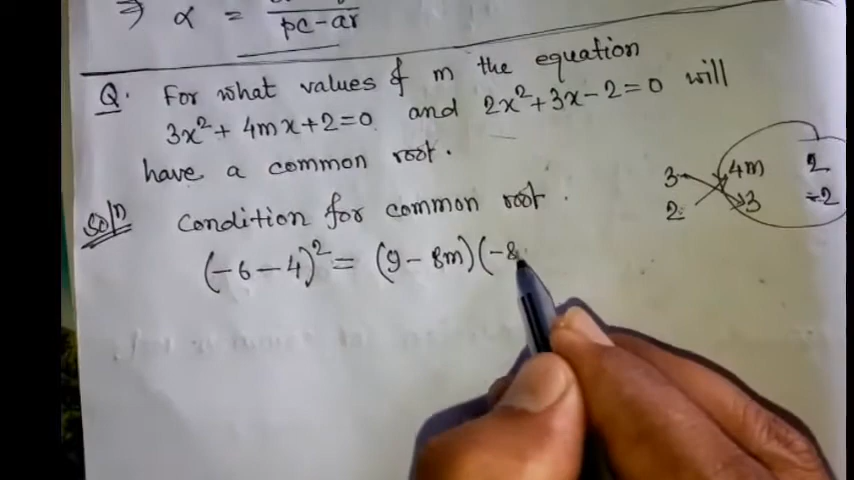 ⇒ α = pc-ar
Q. For what values of m the equation
3x²+ 4mx+2=0 and 2x²+3x-2=0 will
have a common root.
Soln Condition for common root.
3 4m 2
2 3 -2
(-6-4)² = (9-8m)(-8